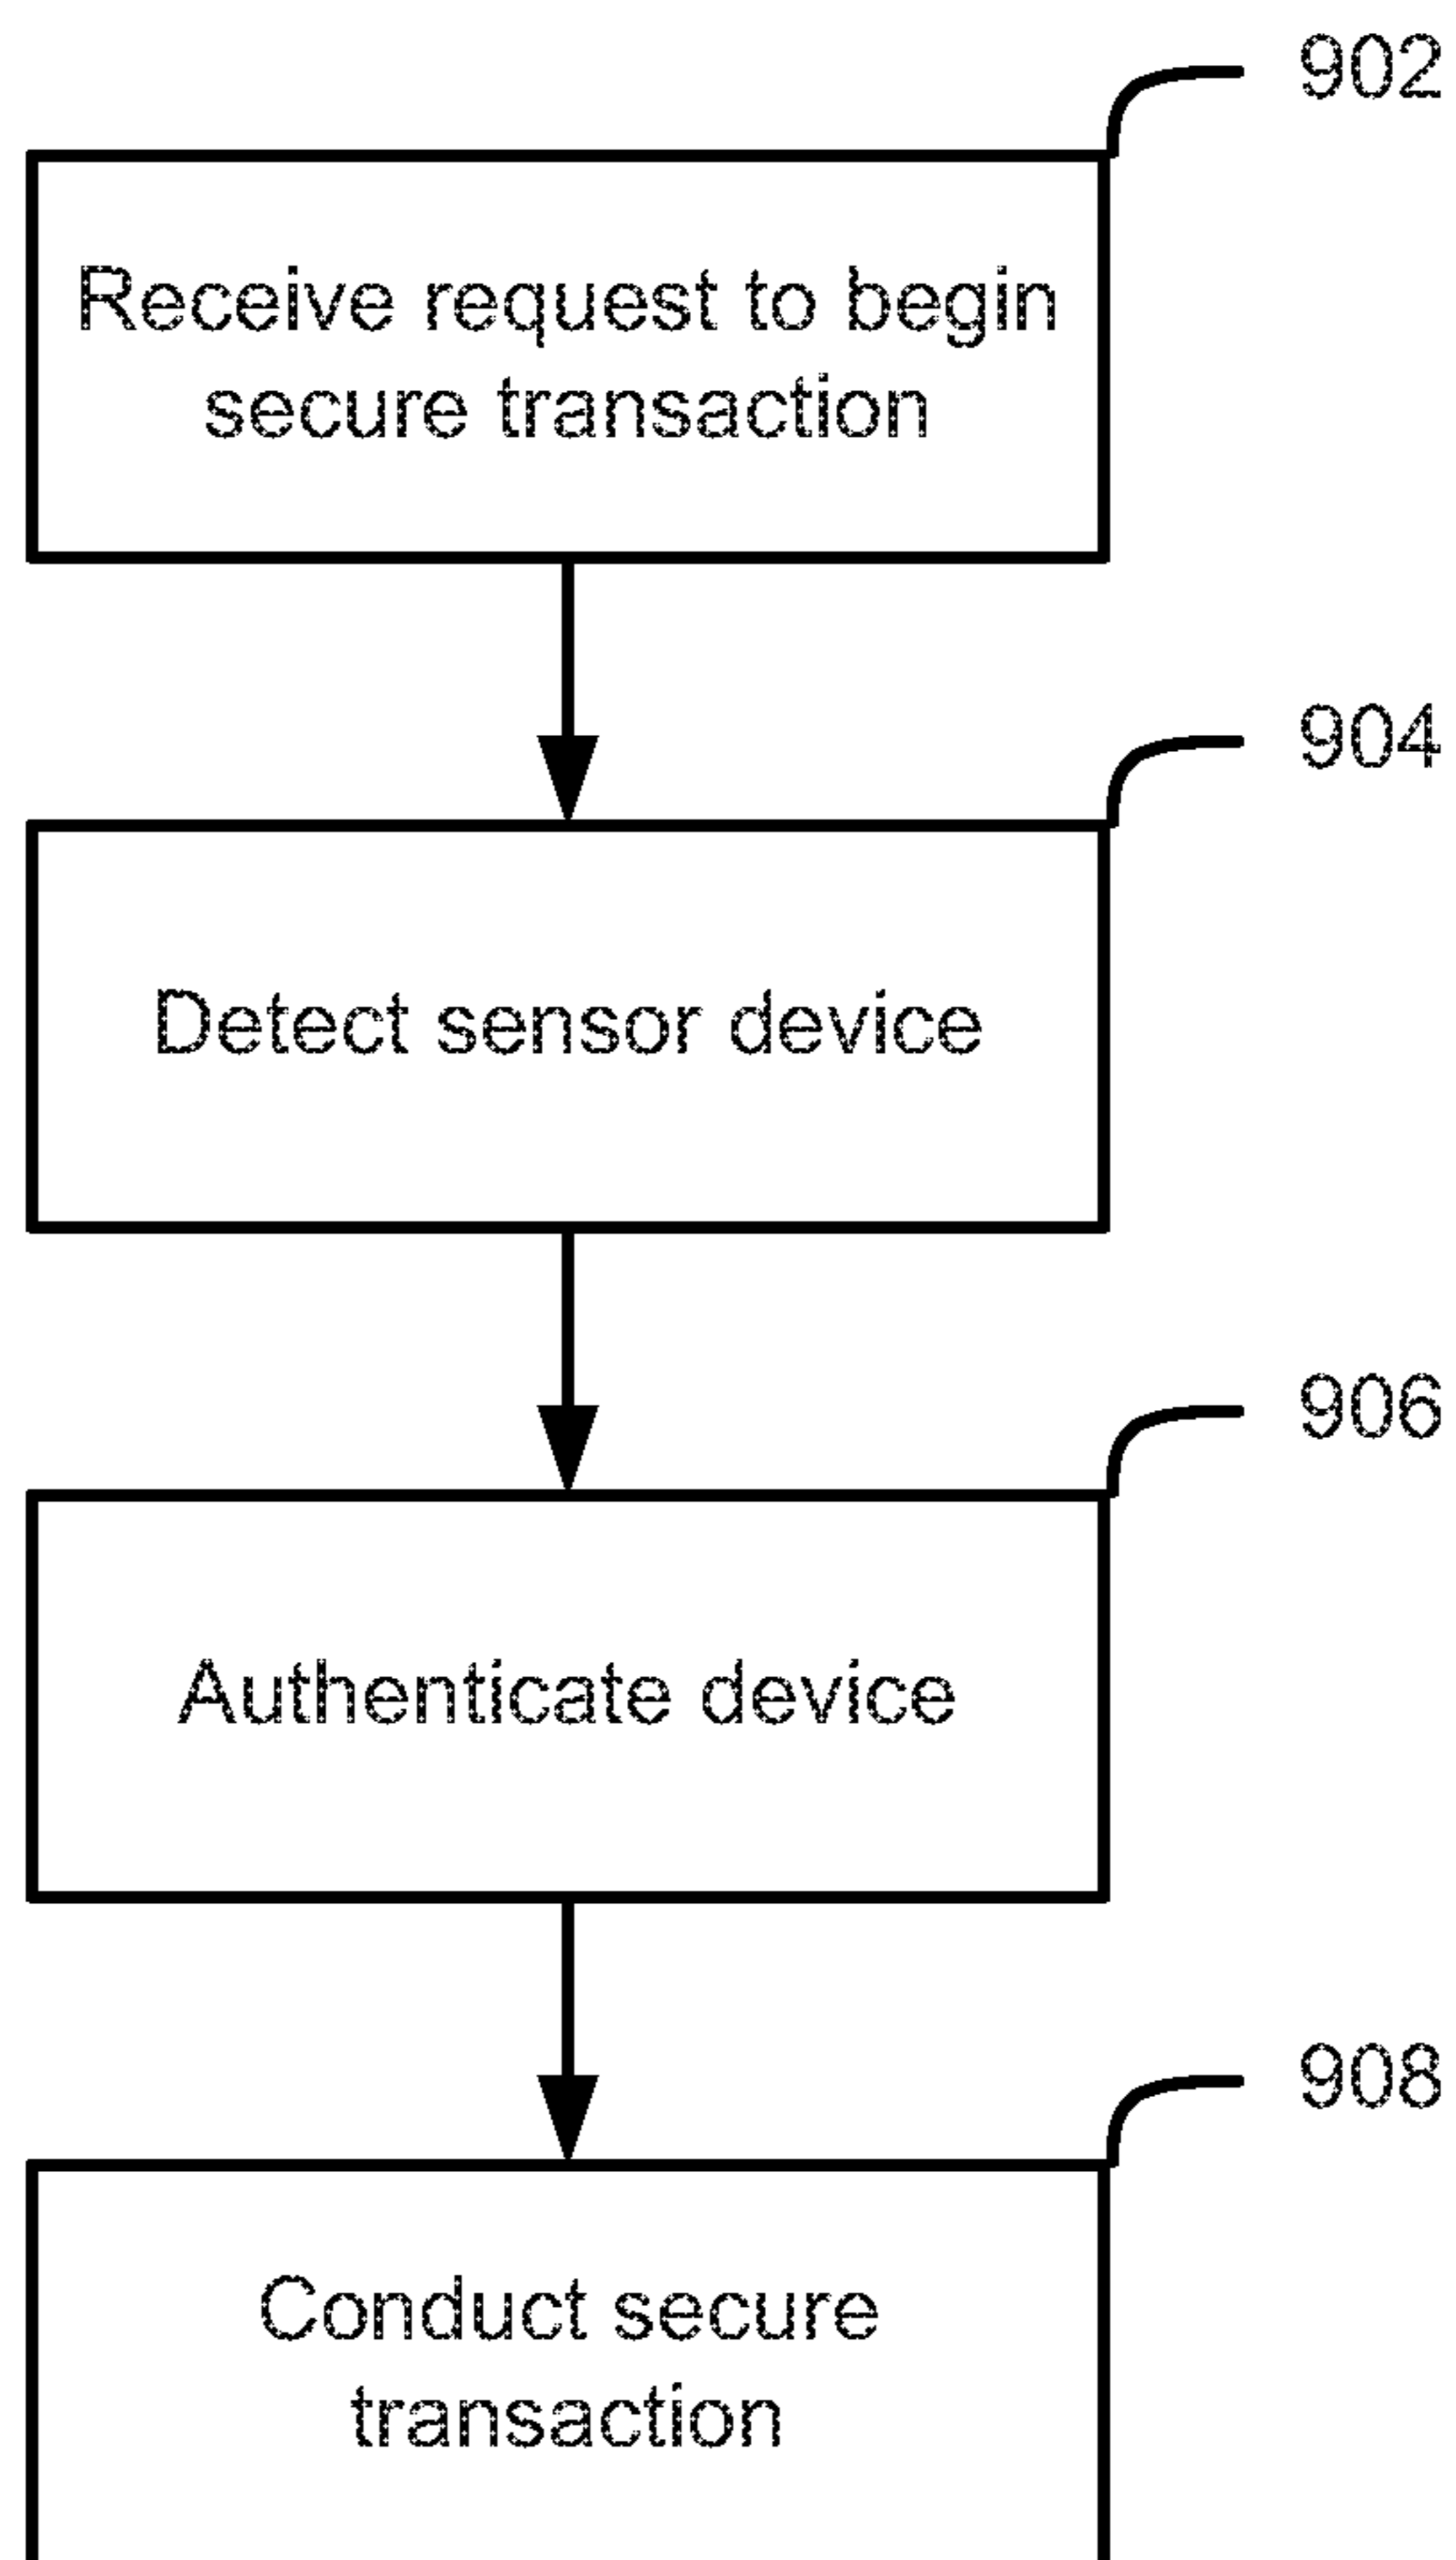 902
Receive request to begin
secure transaction
904
Detect sensor device
906
Authenticate device
908
Conduct secure
transaction